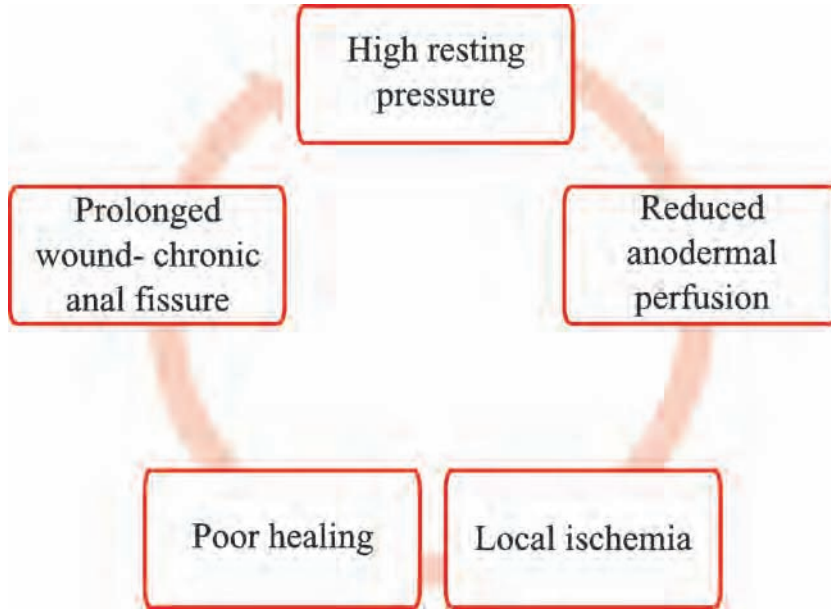 High resting
pressure
Reduced
anodermal
perfusion
Local ischemia
Poor healing
Prolonged
wound- chronic
anal fissure